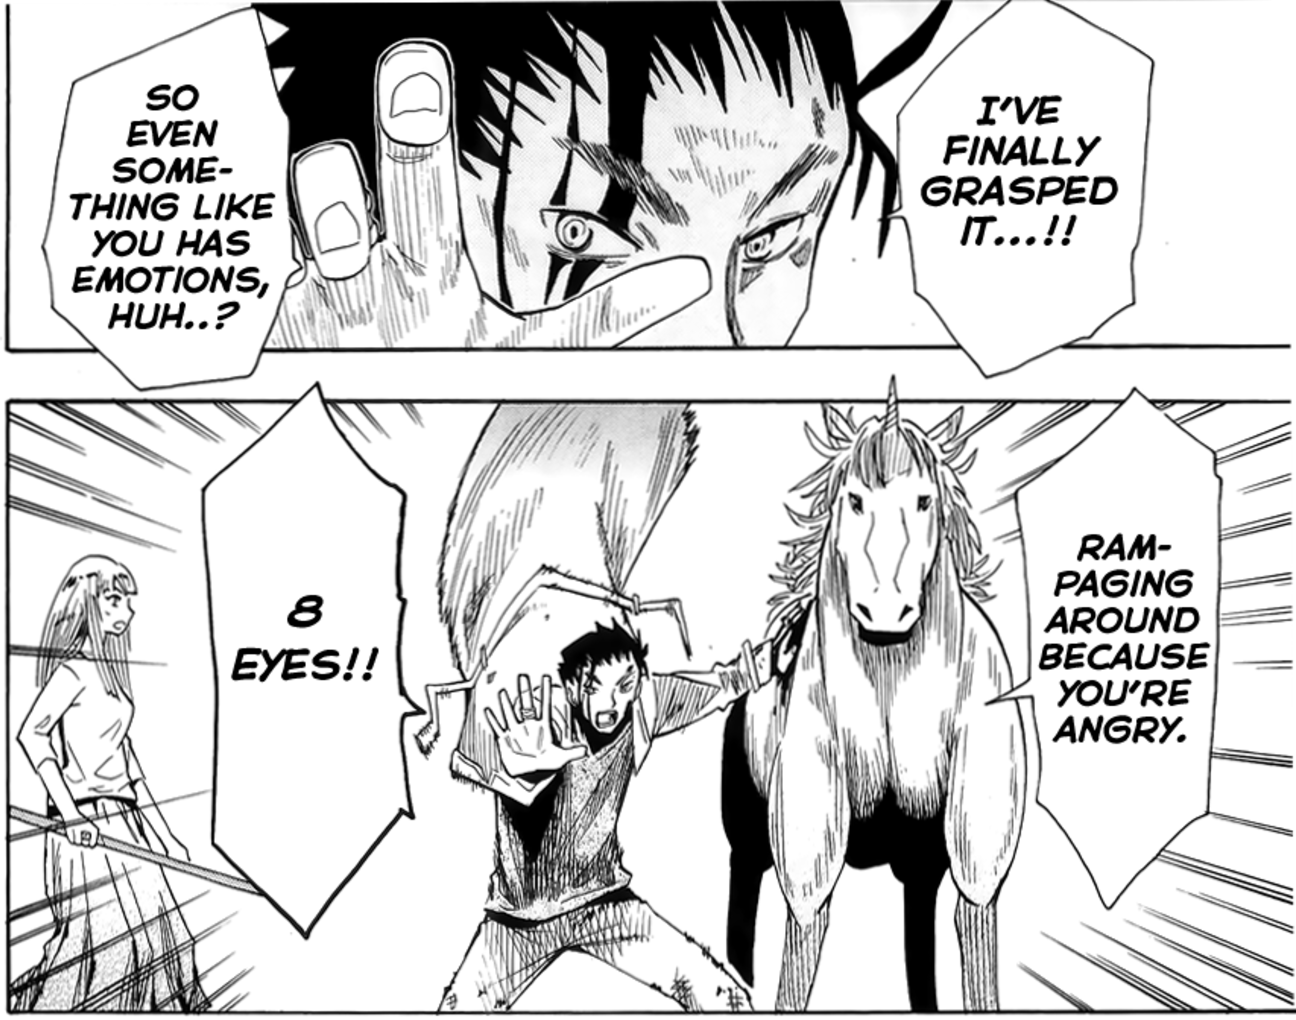 I'VE
FINALLY
GRASPED
IT...!!
SO
EVEN
SOME-
THING LIKE
YOU HAS
EMOTIONS,
HUH..?
RAM-
PAGING
AROUND
BECAUSE
YOU'RE
ANGRY.
8
EYES!!